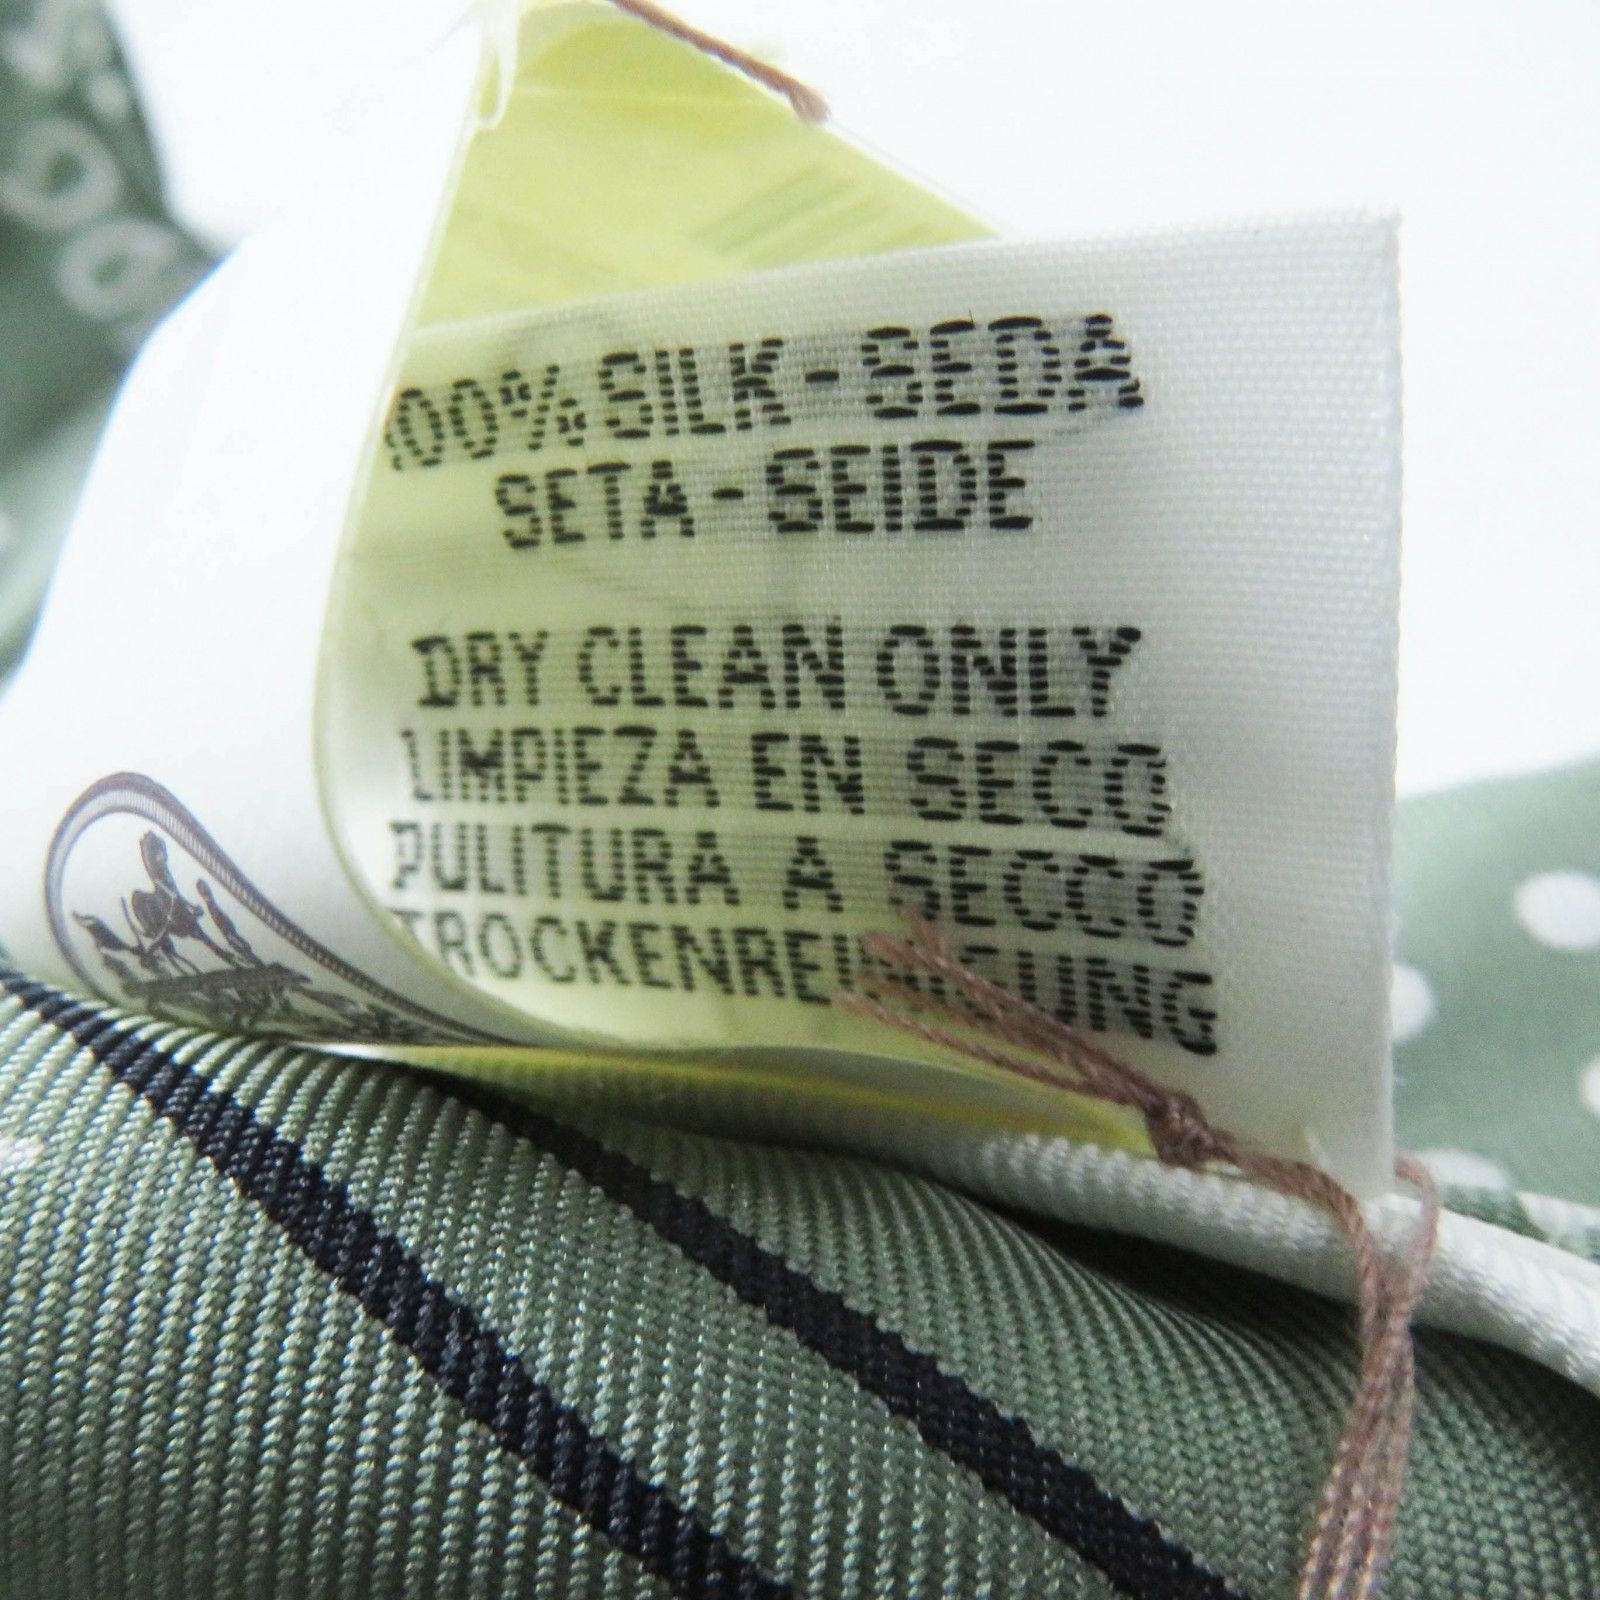 100% SILK - SEDA
SETA - SEIDE
DRY CLEAN ONLY
LIMPIEZA EN SECO
PULITURA A SECCO
TROCKENREINIGUNG